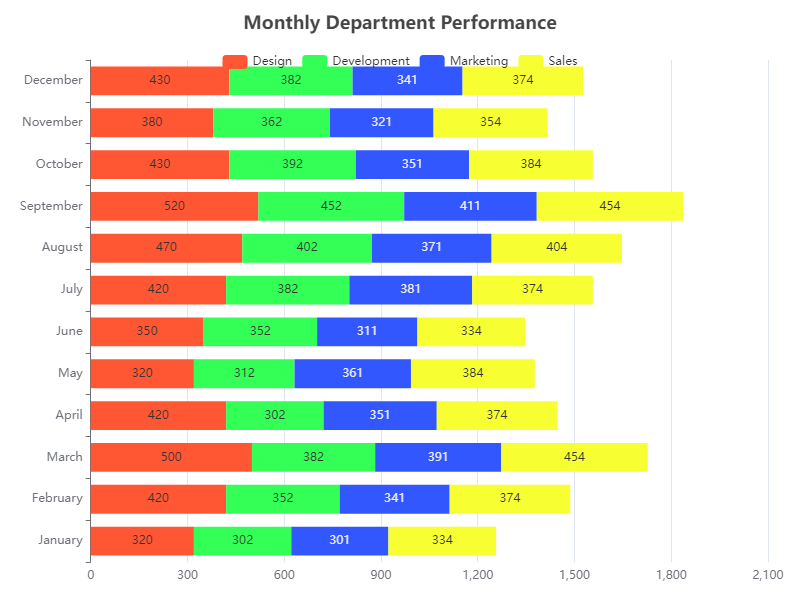 Monthly Department Performance
Design Development Marketing Sales
December 430 382 341 374
November 380 362 321 354
October 430 392 351 384
September 520 452 411 454
August 470 402 371 404
July 420 382 381 374
June 350 352 311 334
May 320 312 361 384
April 420 302 351 374
March 500 382 391 454
February 420 352 341 374
January 320 302 301 334
0 300 600 900 1,200 1,500 1,800 2,100